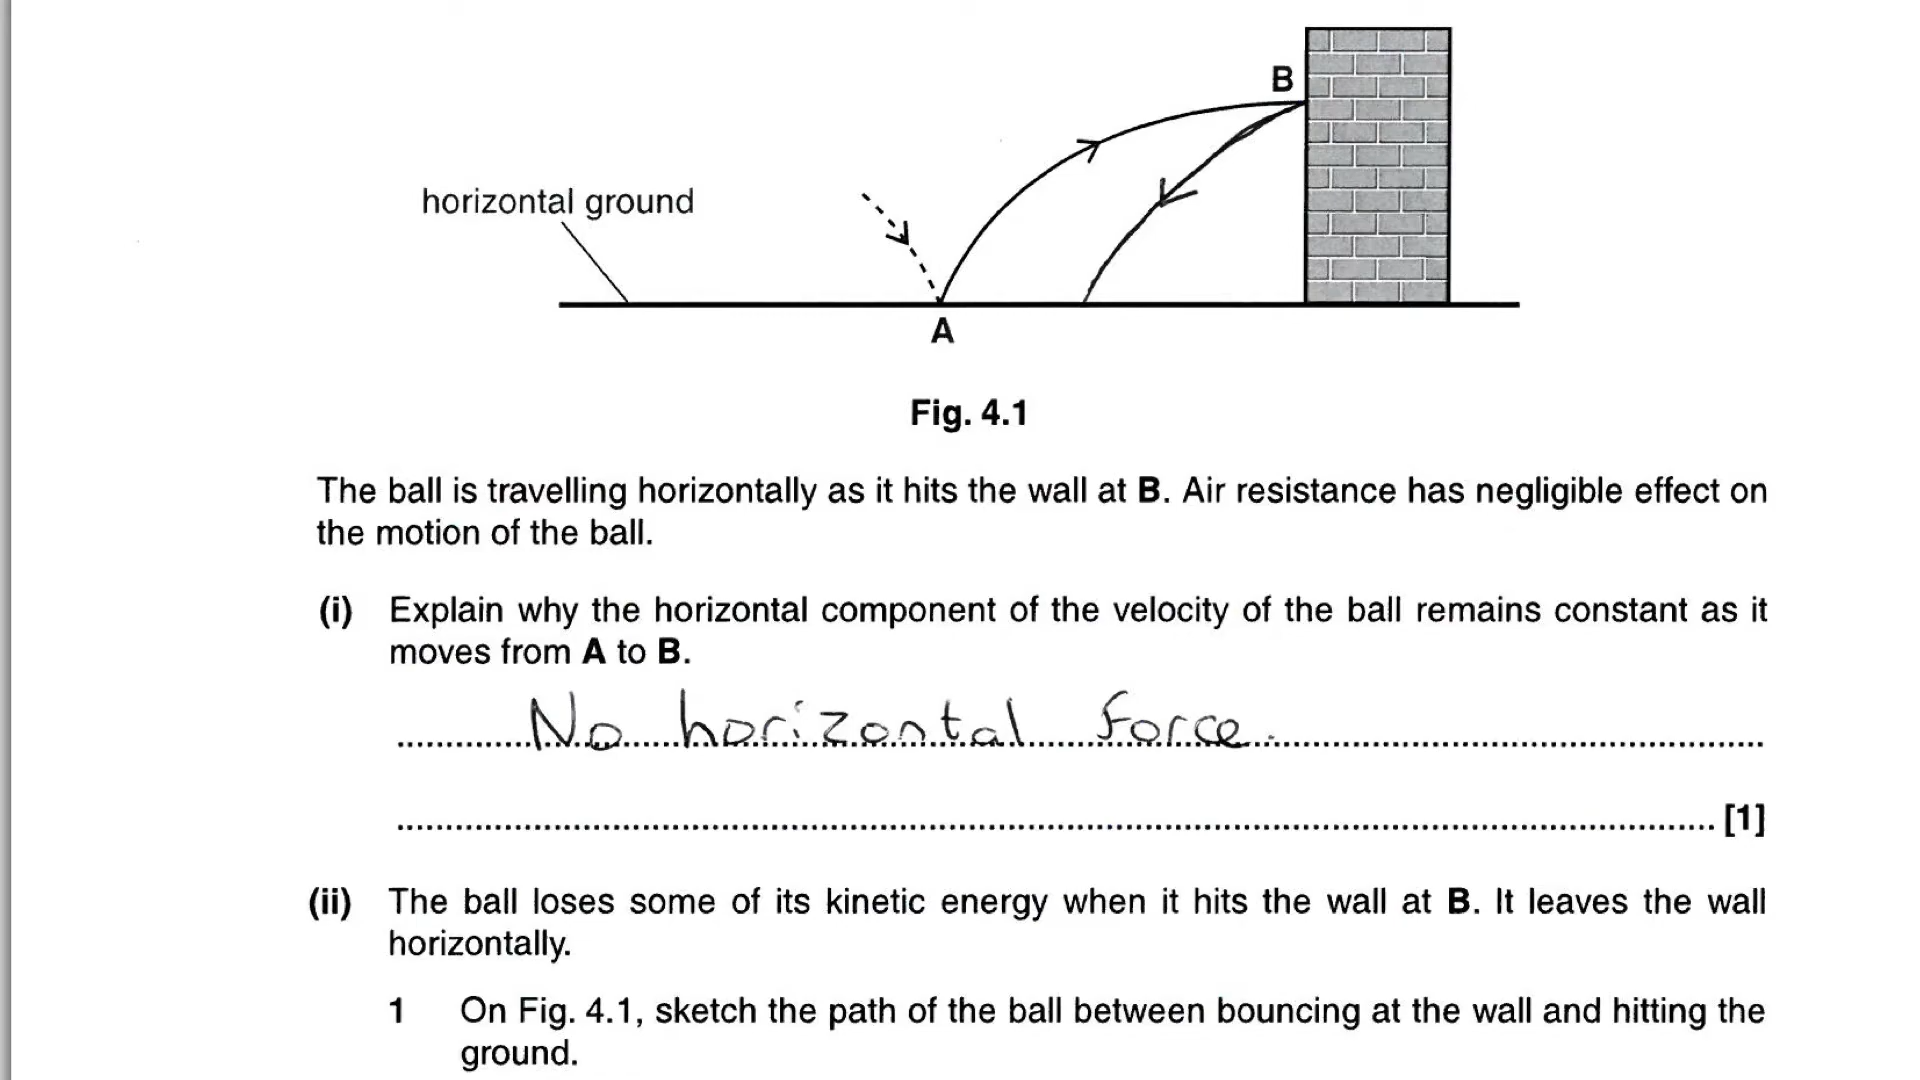 B
horizontal ground
A
Fig. 4.1
The ball is travelling horizontally as it hits the wall at B. Air resistance has negligible effect on
the motion of the ball.
(i) Explain why the horizontal component of the velocity of the ball remains constant as it
moves from A to B.
No horizontal force.
[1]
(ii) The ball loses some of its kinetic energy when it hits the wall at B. It leaves the wall
horizontally.
1 On Fig. 4.1, sketch the path of the ball between bouncing at the wall and hitting the
ground.